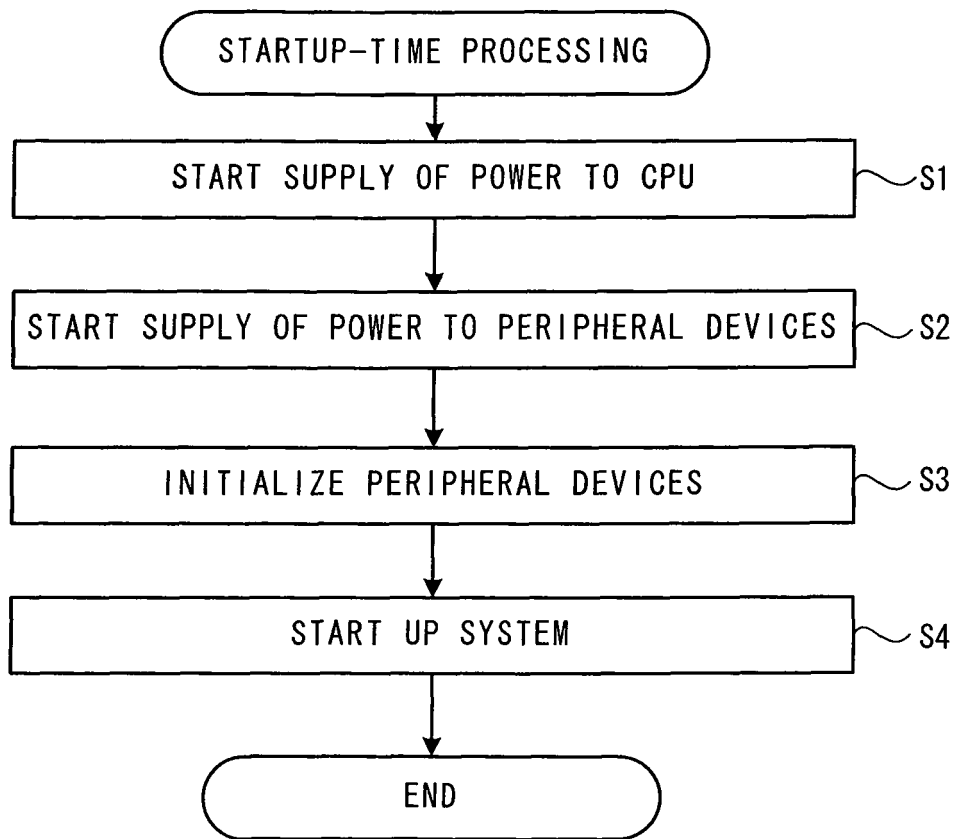 STARTUP-TIME PROCESSING
START SUPPLY OF POWER TO CPU
S1
START SUPPLY OF POWER TO PERIPHERAL DEVICES
S2
INITIALIZE PERIPHERAL DEVICES
S3
START UP SYSTEM
S4
END